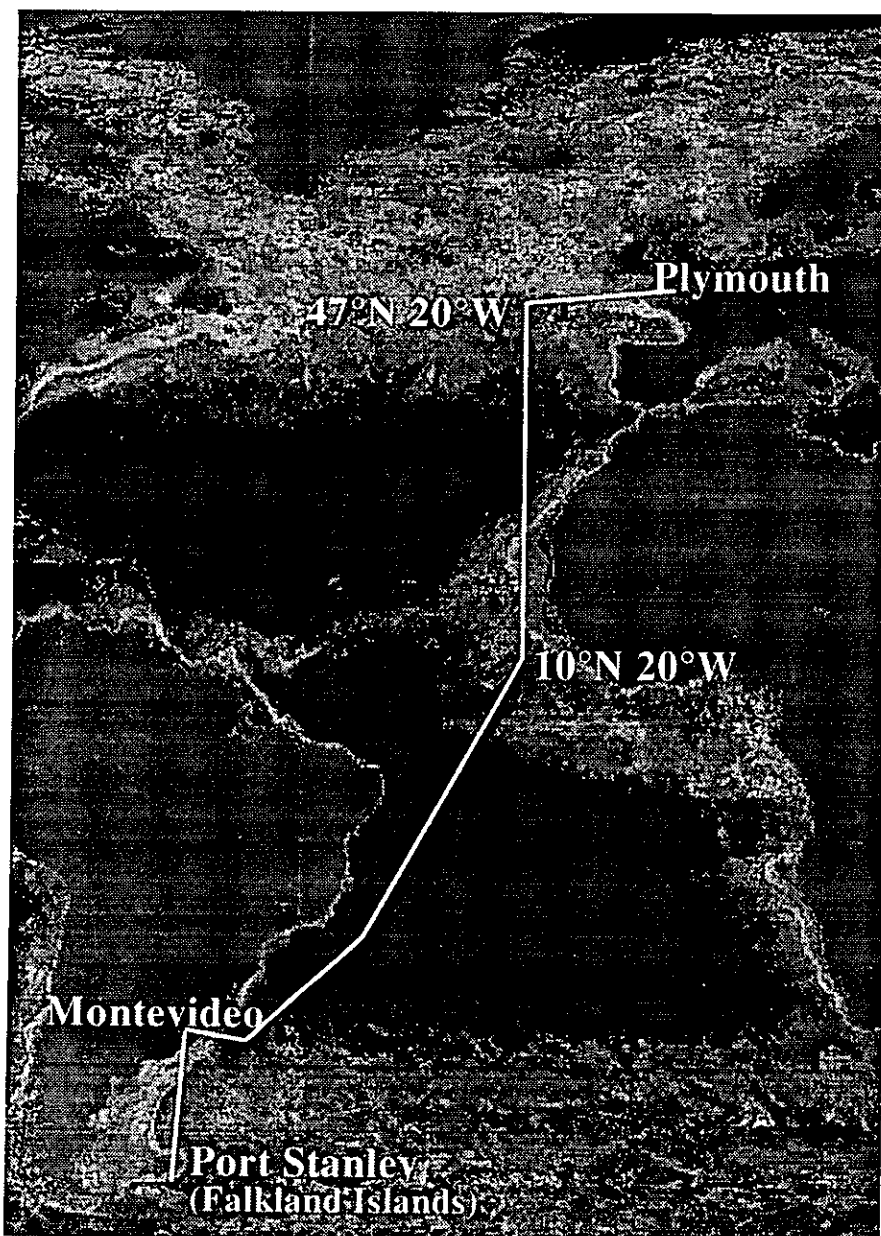 Plymouth
47°N 20°W
10°N 20°W
Montevideo
Port Stanley
(Falkland Islands)